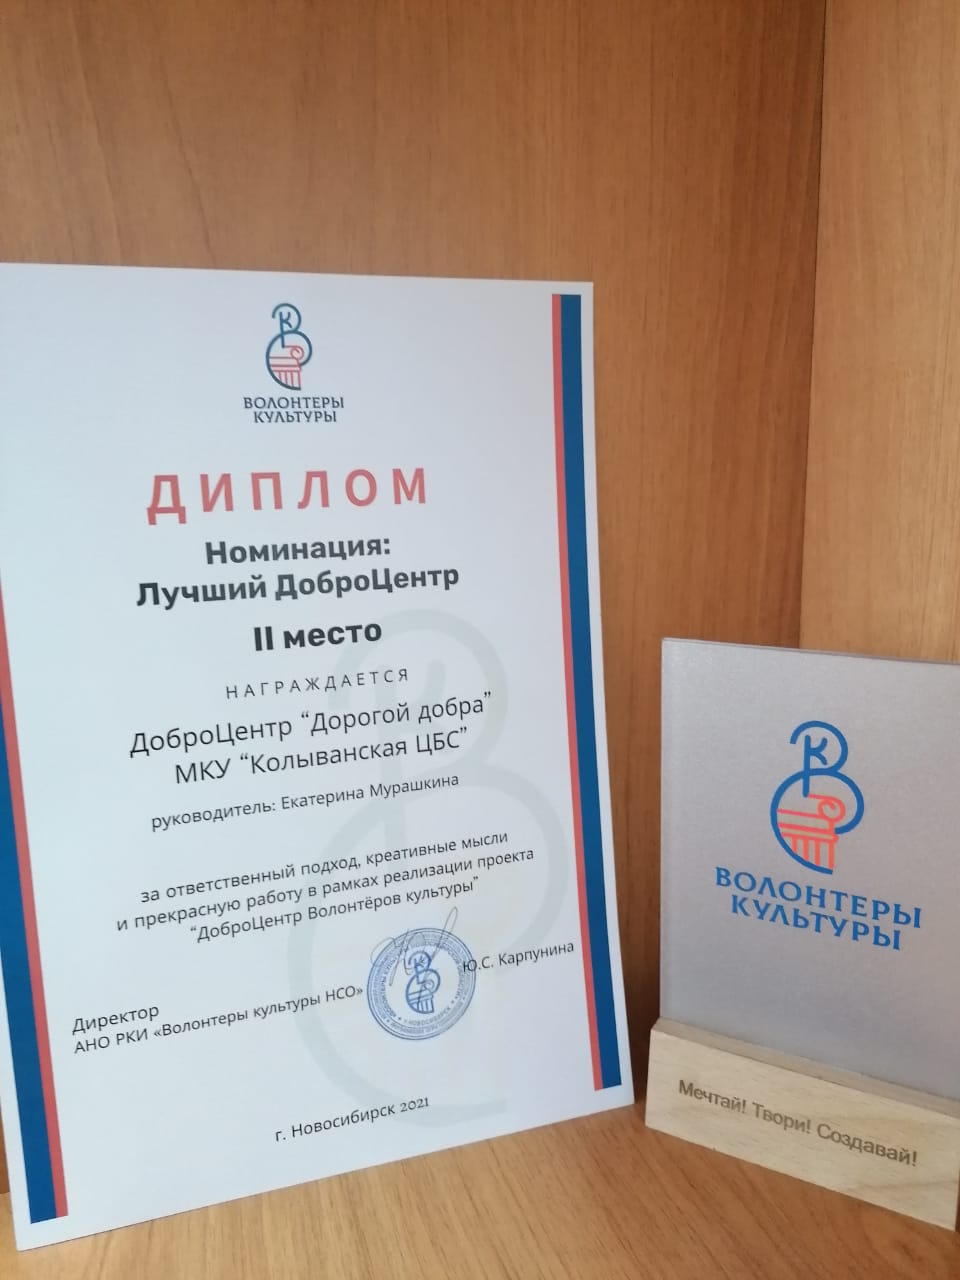 ВОЛОНТЕРЫ
КУЛЬТУРЫ
ДИПЛОМ
Номинация:
Лучший ДоброЦентр
II место
НАГРАЖДАЕТСЯ
ДоброЦентр “Дорогой добра”
МКУ “Колыванская ЦБС”
руководитель: Екатерина Мурашкина
за ответственный подход, креативные мысли
и прекрасную работу в рамках реализации проекта
“ДоброЦентр Волонтёров культуры”
Директор
АНО РКИ «Волонтеры культуры НСО»
Ю.С. Карпунина
г. Новосибирск 2021
ВОЛОНТЕРЫ
КУЛЬТУРЫ
Мечтай! Твори! Создавай!